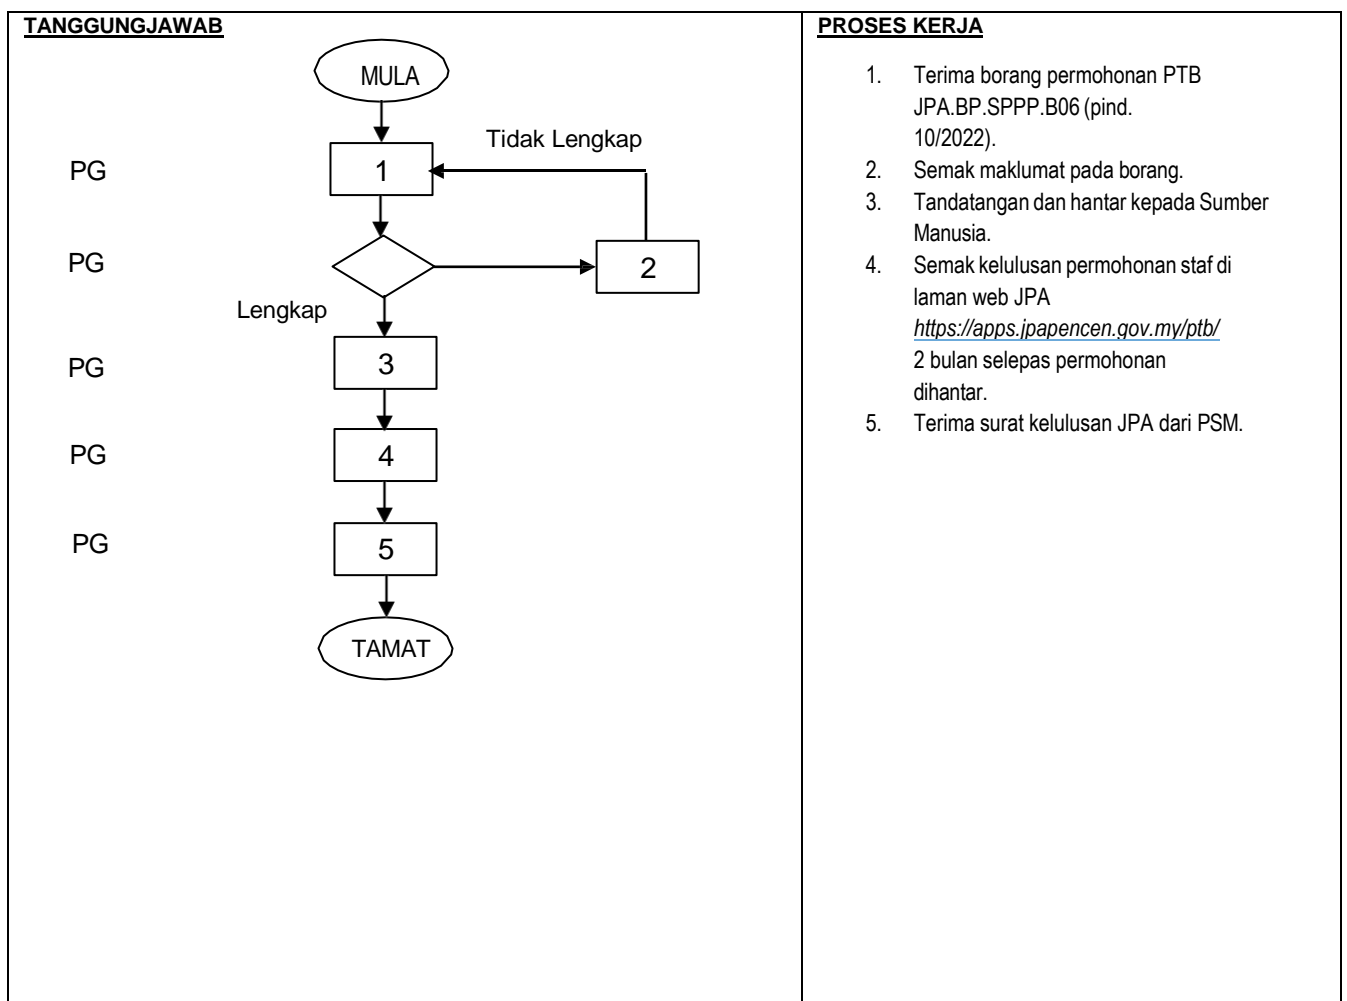 TANGGUNGJAWAB
MULA
Tidak Lengkap
PG
1
PG
2
Lengkap
PG
3
PG
4
PG
5
TAMAT
PROSES KERJA
1. Terima borang permohonan PTB
JPA.BP.SPPP.B06 (pind.
10/2022).
2. Semak maklumat pada borang.
3. Tandatangan dan hantar kepada Sumber
Manusia.
4. Semak kelulusan permohonan staf di
laman web JPA
https://apps.jpapencen.gov.my/ptb/
2 bulan selepas permohonan
dihantar.
5. Terima surat kelulusan JPA dari PSM.